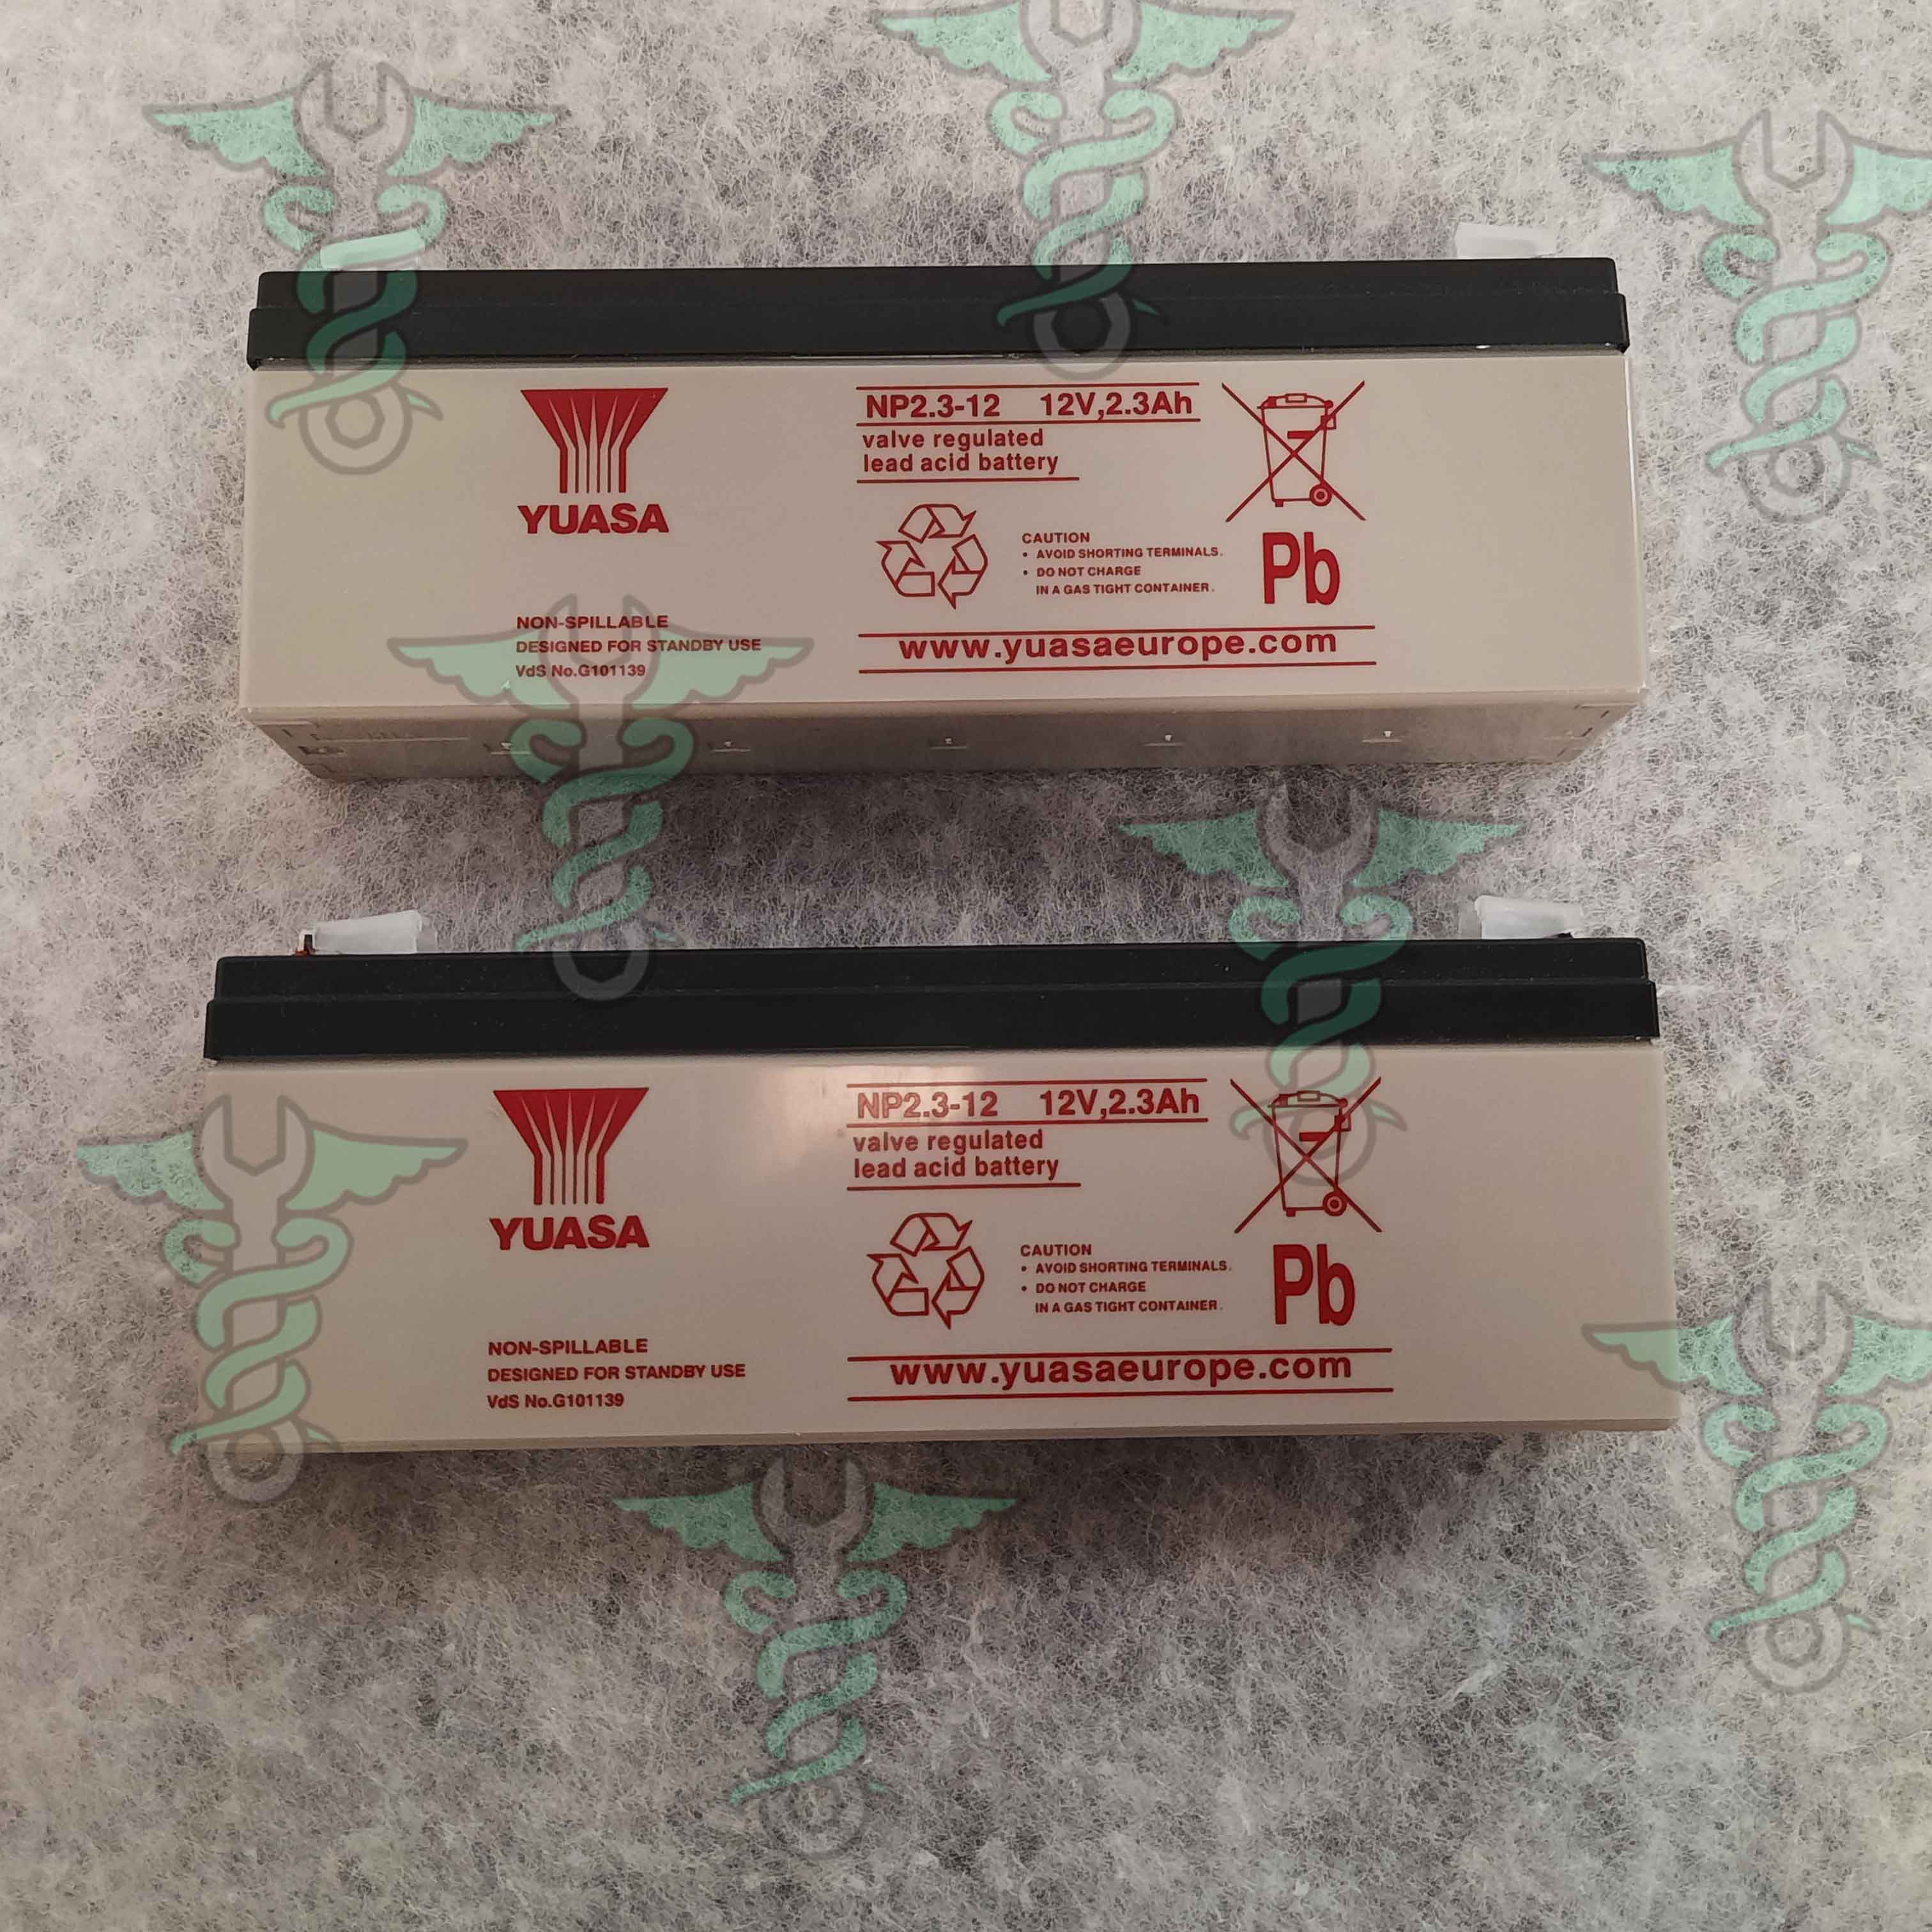 YUASA
NP2.3-12 12V,2.3Ah
valve regulated
lead acid battery
CAUTION
• AVOID SHORTING TERMINALS.
• DO NOT CHARGE
IN A GAS TIGHT CONTAINER.
Pb
NON-SPILLABLE
DESIGNED FOR STANDBY USE
VdS No.G101139
www.yuasaeurope.com
YUASA
NP2.3-12 12V,2.3Ah
valve regulated
lead acid battery
CAUTION
• AVOID SHORTING TERMINALS.
• DO NOT CHARGE
IN A GAS TIGHT CONTAINER.
Pb
NON-SPILLABLE
DESIGNED FOR STANDBY USE
VdS No.G101139
www.yuasaeurope.com